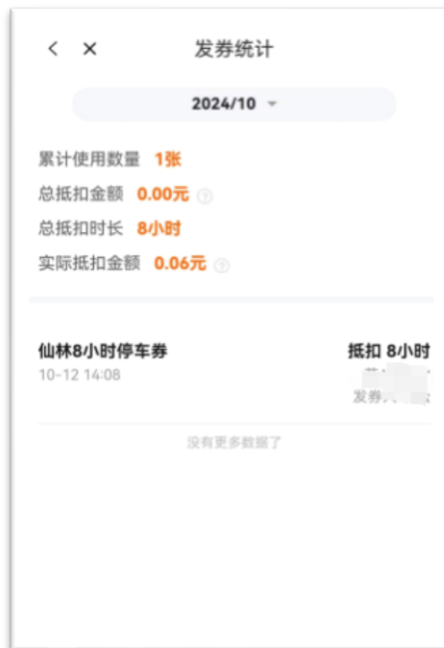 发券统计
2024/10
累计使用数量 1张
总抵扣金额 0.00元
总抵扣时长 8小时
实际抵扣金额 0.06元
仙林8小时停车券 抵扣 8小时
10-12 14:08
发券
没有更多数据了